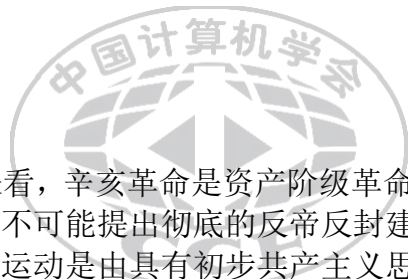 中国计算机学会
看，辛亥革命是资产阶级革命
不可能提出彻底的反帝反封建
运动是由具有初步共产主义思